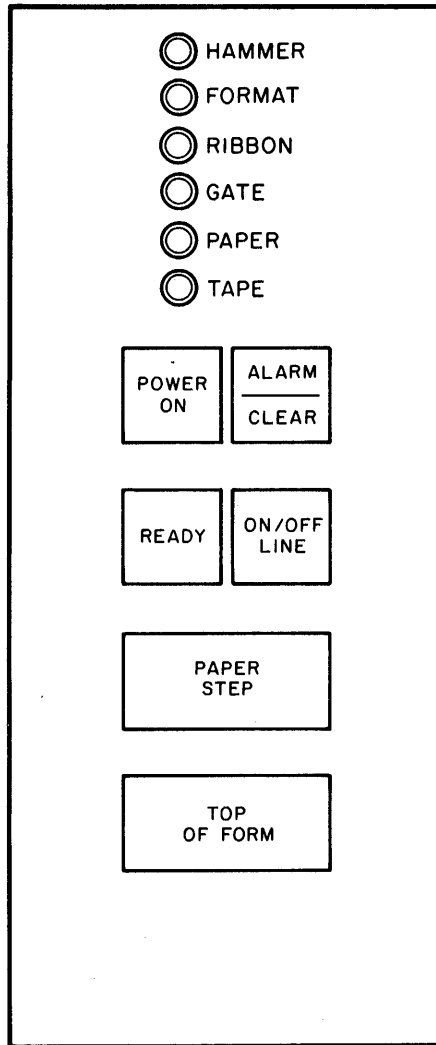 HAMMER
FORMAT
RIBBON
GATE
PAPER
TAPE
POWER
ON
ALARM
CLEAR
READY
ON/OFF
LINE
PAPER
STEP
TOP
OF FORM